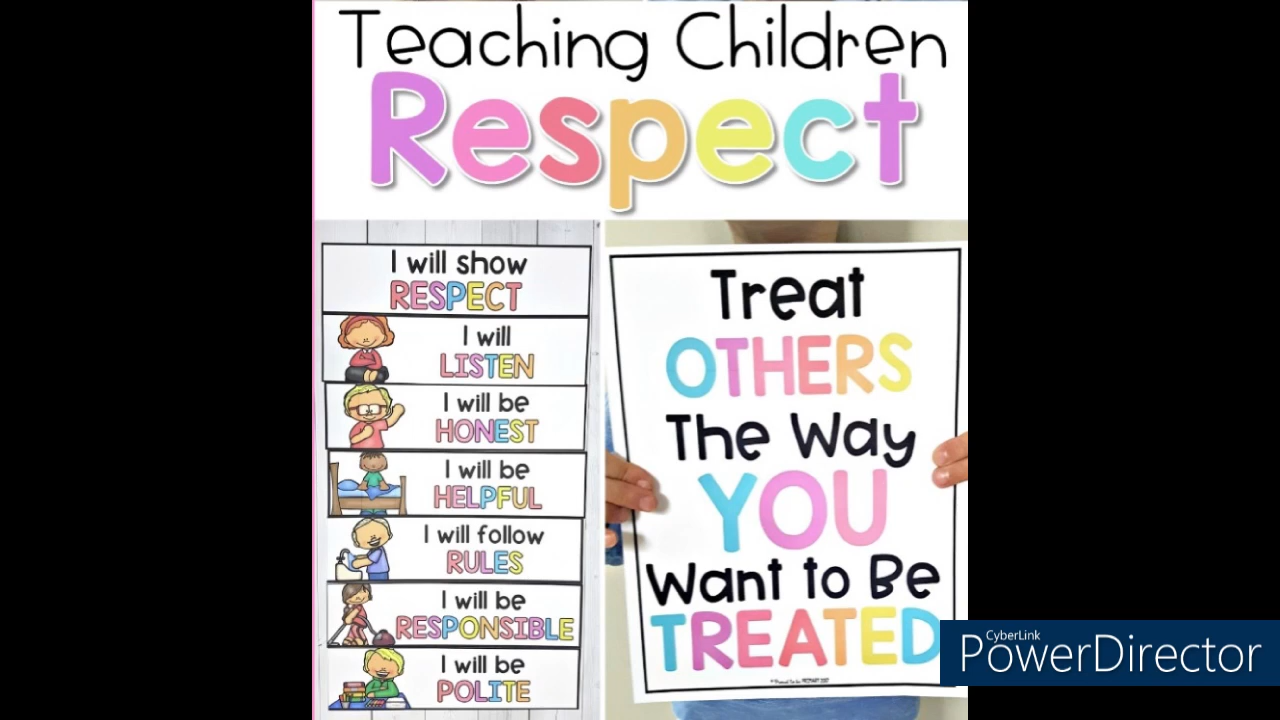 Teaching Children
Respect
I will show
RESPECT
I will
LISTEN
I will be
HONEST
I will be
HELPFUL
I will follow
RULES
I will be
RESPONSIBLE
I will be
POLITE
Treat
OTHERS
The Way
YOU
Want to Be
TREATED
CyberLink
PowerDirector